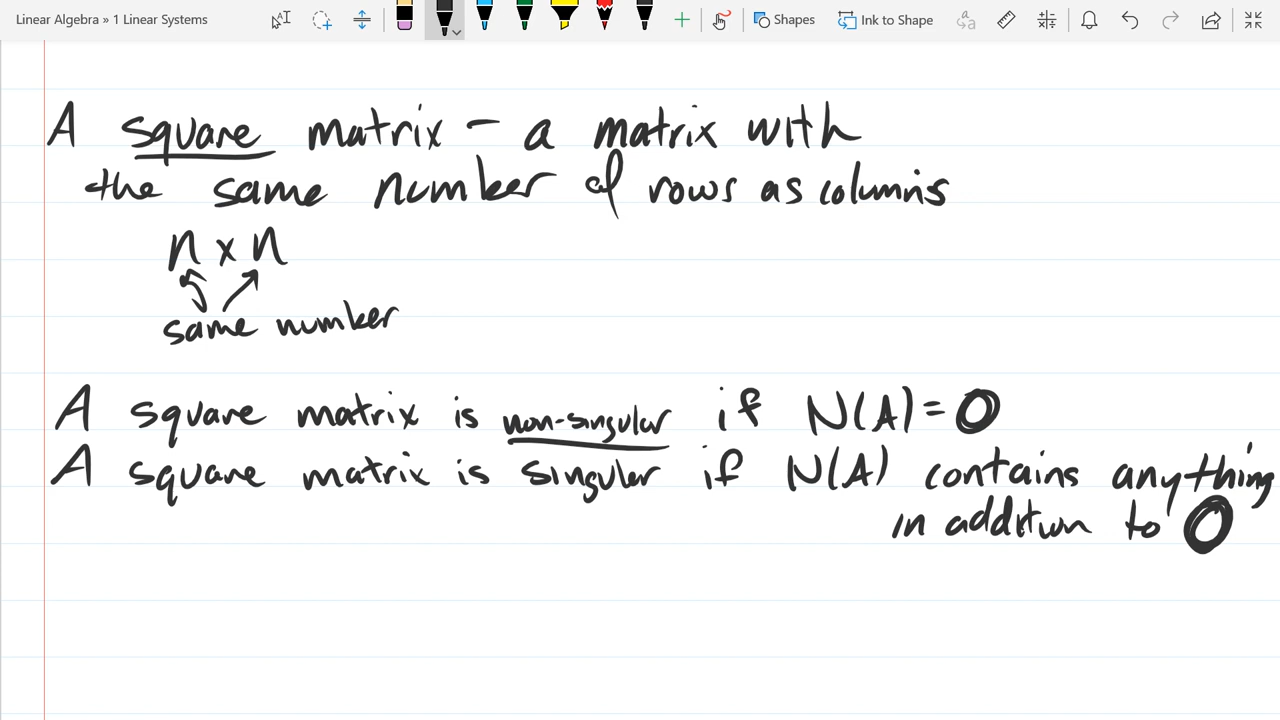 Linear Algebra » 1 Linear Systems
Shapes
Ink to Shape
A square matrix – a matrix with
the same number of rows as columns
n x n
same number
A square matrix is non-singular if N(A) = 0
A square matrix is singular if N(A) contains anything
in addition to 0